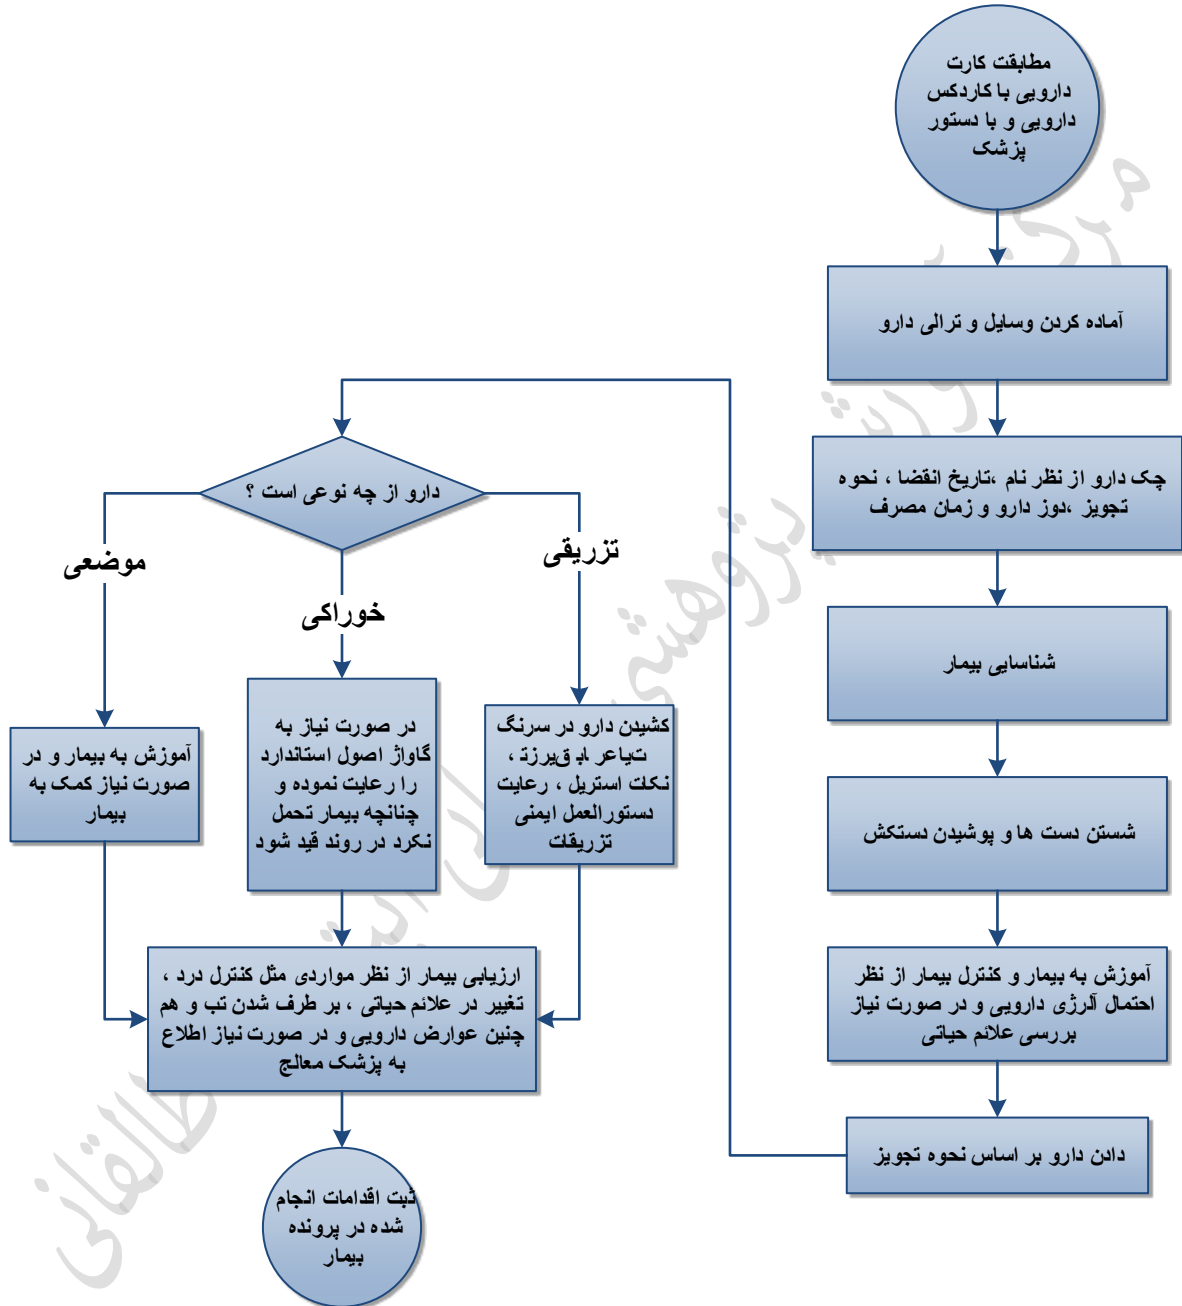 مطابقت کارت
دارویی با کاردکس
دارویی و با دستور
پزشک
آماده کردن وسایل و ترالی دارو
چک دارو از نظر نام ،تاریخ انقضا ، نحوه
تجویز ،دوز دارو و زمان مصرف
شناسایی بیمار
شستن دست ها و پوشیدن دستکش
آموزش به بیمار و کنترل بیمار از نظر
احتمال آلرژی دارویی و در صورت نیاز
بررسی علائم حیاتی
دادن دارو بر اساس نحوه تجویز
دارو از چه نوعی است ؟
تزریقی
خوراکی
موضعی
کشیدن دارو در سرنگ
، تزریق با رعایت
نکات استریل ، رعایت
دستورالعمل ایمنی
تزریقات
در صورت نیاز به
گاواژ اصول استاندارد
را رعایت نموده و
چنانچه بیمار تحمل
نکرد در روند قید شود
آموزش به بیمار و در
صورت نیاز کمک به
بیمار
ارزیابی بیمار از نظر مواردی مثل کنترل درد ،
تغییر در علائم حیاتی ، بر طرف شدن تب و هم
چنین عوارض دارویی و در صورت نیاز اطلاع
به پزشک معالج
ثبت اقدامات انجام
شده در پرونده
بیمار
طالقانی